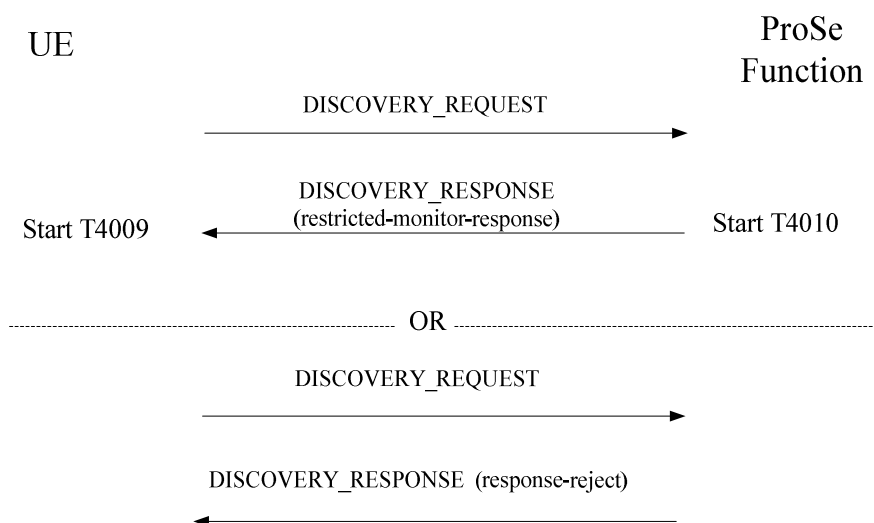 UE
ProSe
Function
DISCOVERY_REQUEST
DISCOVERY_RESPONSE
(restricted-monitor-response)
Start T4009
Start T4010
OR
DISCOVERY_REQUEST
DISCOVERY_RESPONSE (response-reject)